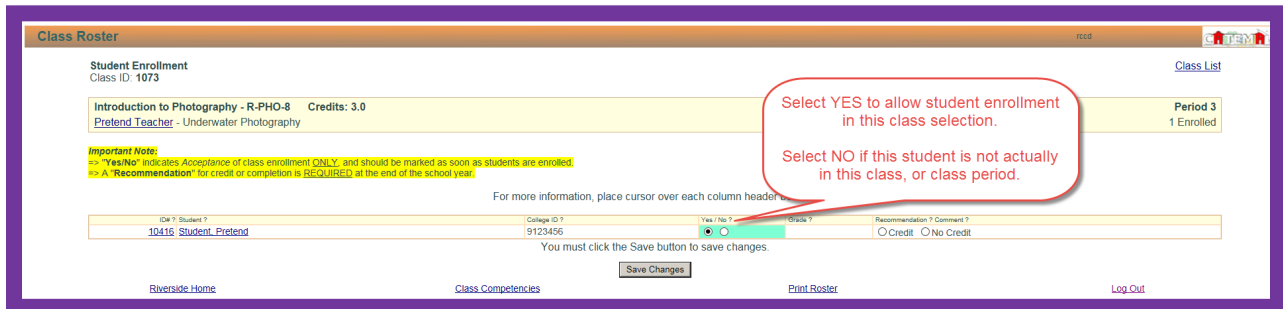 Class Roster
rccd
CATEMA
Student Enrollment
Class List
Class ID: 1073
Introduction to Photography - R-PHO-8 Credits: 3.0
Period 3
Pretend Teacher - Underwater Photography
1 Enrolled
Select YES to allow student enrollment
in this class selection.
Select NO if this student is not actually
in this class, or class period.
Important Note:
=> "Yes/No" indicates Acceptance of class enrollment ONLY, and should be marked as soon as students are enrolled.
=> A "Recommendation" for credit or completion is REQUIRED at the end of the school year.
For more information, place cursor over each column header
ID# ? Student ? College ID ? Yes / No ? Grade ? Recommendation ? Comment ?
10416 Student, Pretend 9123456 Credit No Credit
You must click the Save button to save changes.
Save Changes
Riverside Home Class Competencies Print Roster Log Out